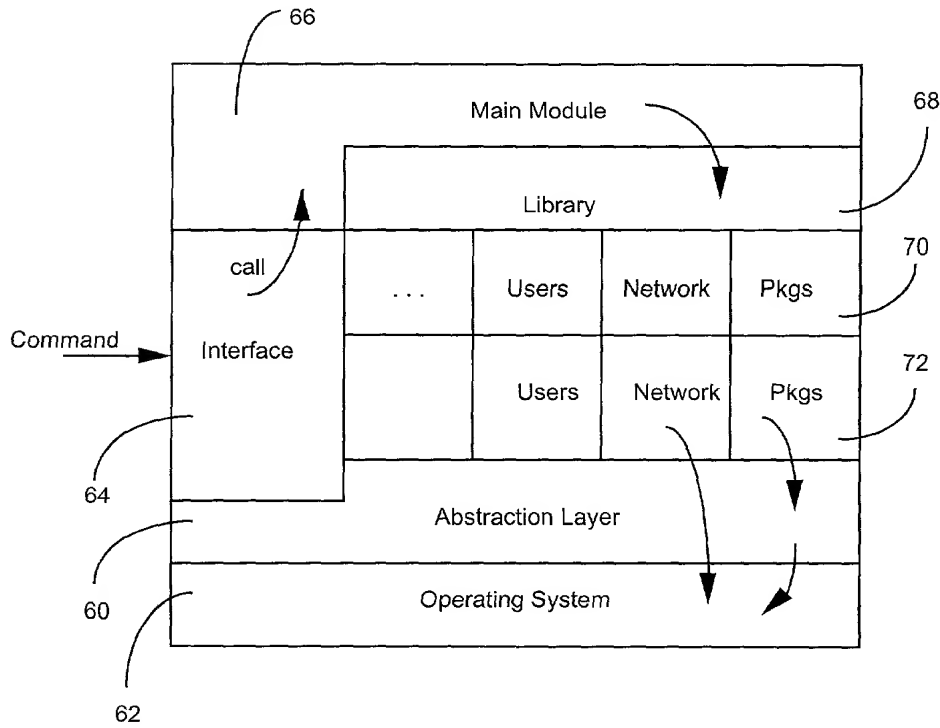 66
Main Module
68
Library
call
. . .
Users
Network
Pkgs
70
Command
Interface
Users
Network
Pkgs
72
64
Abstraction Layer
60
Operating System
62